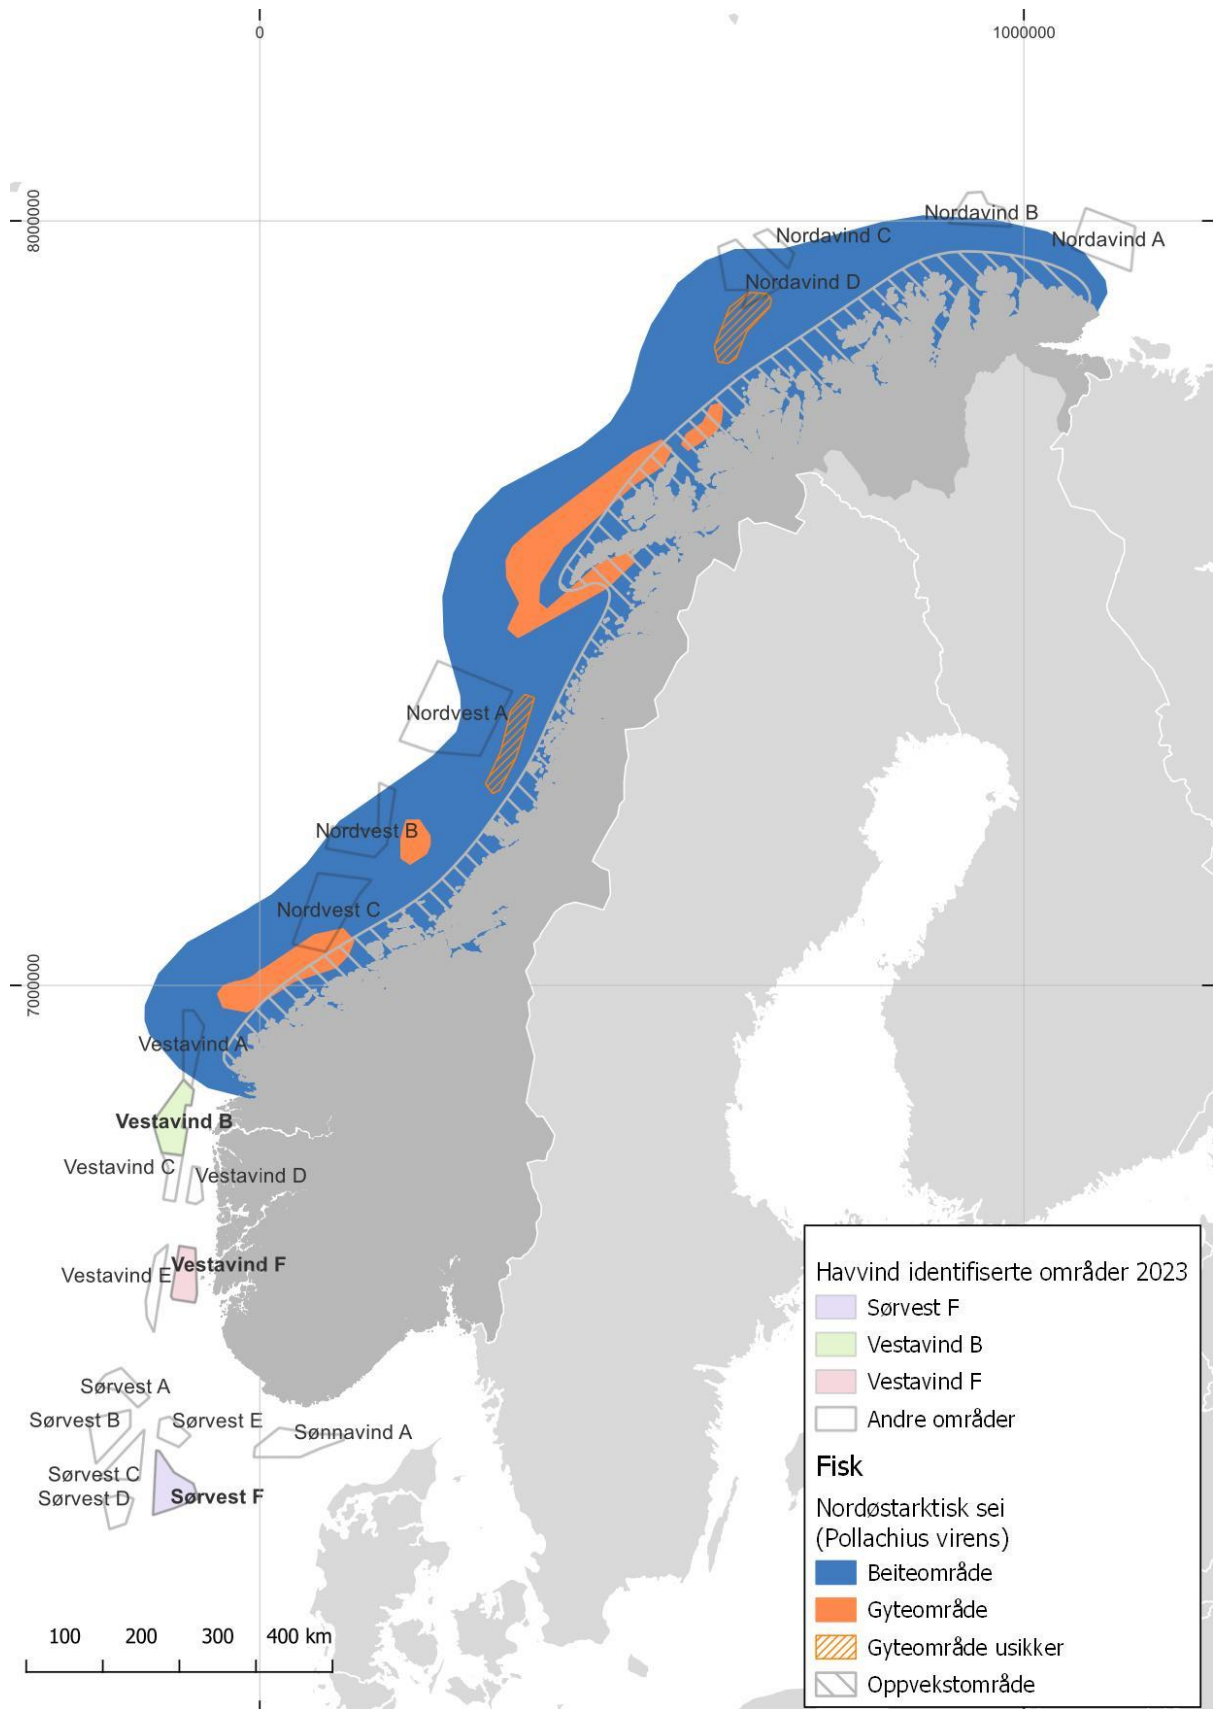 0
1000000
8000000
Nordavind B
Nordavind C
Nordavind A
Nordavind D
Nordvest A
Nordvest B
Nordvest C
7000000
Vestavind A
Vestavind B
Vestavind C
Vestavind D
Vestavind F
Vestavind E
Sørvest A
Sørvest B
Sørvest E
Sønnavind A
Sørvest C
Sørvest D
Sørvest F
Havvind identifiserte områder 2023
Sørvest F
Vestavind B
Vestavind F
Andre områder
Fisk
Nordøstarktisk sei
(Pollachius virens)
Beiteområde
Gyteområde
Gyteområde usikker
Oppvekstområde
100 200 300 400 km